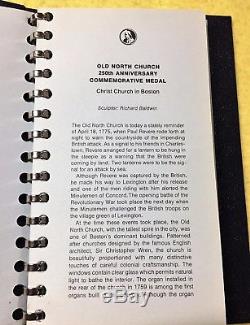 OLD NORTH CHURCH
250th ANNIVERSARY
COMMEMORATIVE MEDAL
Christ Church in Boston
Sculptor: Richard Baldwin
The Old North Church is today a stately reminder
of April 18, 1775, when Paul Revere rode forth at
night to warn the countryside of the impending
British attack. As a signal to his friends in Charles-
town, Revere arranged for a lantern to be hung in
the steeple as a warning that the British were
coming by land. Two lanterns were to be the sig-
nal for an attack by sea.
Although Revere was captured by the British,
he made his way to Lexington after his release
and one of the men riding with him alerted the
Minutemen of Concord. The opening battle of the
Revolutionary War took place the next day when
the Minutemen challenged the British troops on
the village green at Lexington.
At the time these events took place, the Old
North Church, with its towering spire, was one
of Boston's most dominant buildings. Patterned
after churches designed by the famous English
architect, Sir Christopher Wren, the church is
beautifully proportioned with many distinctive
touches of careful colonial craftsmanship. The
windows contain clear glass which permits natural
light to bathe the interior. The organ installed in
the rear of the church in 1759 is one among the first
organs built in America. Though the organ